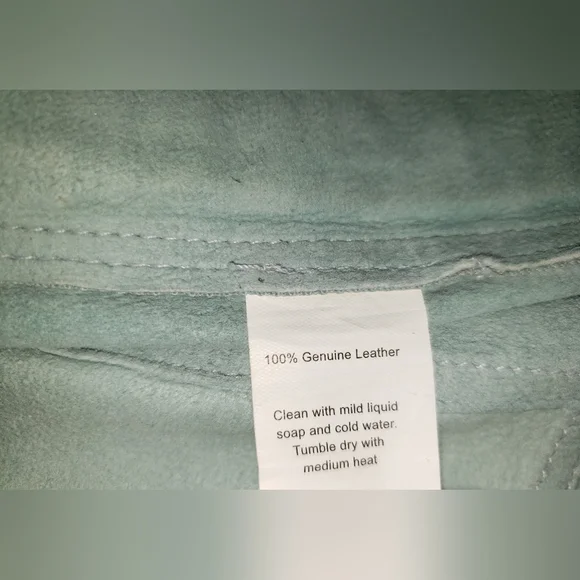 100% Genuine Leather
Clean with mild liquid
soap and cold water.
Tumble dry with
medium heat